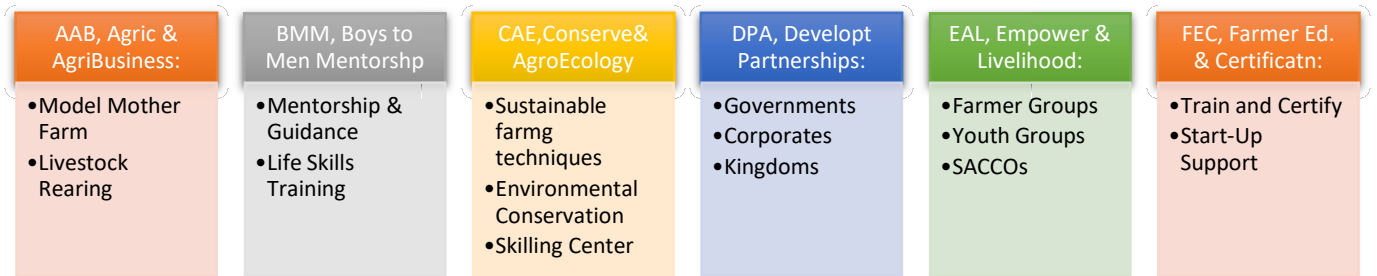 AAB, Agric &
AgriBusiness:
•Model Mother
Farm
•Livestock
Rearing
BMM, Boys to
Men Mentorshp
•Mentorship &
Guidance
•Life Skills
Training
CAE,Conserve&
AgroEcology
•Sustainable
farmg
techniques
•Environmental
Conservation
•Skilling Center
DPA, Developt
Partnerships:
•Governments
•Corporates
•Kingdoms
EAL, Empower &
Livelihood:
•Farmer Groups
•Youth Groups
•SACCOs
FEC, Farmer Ed.
& Certificatn:
•Train and Certify
•Start-Up
Support